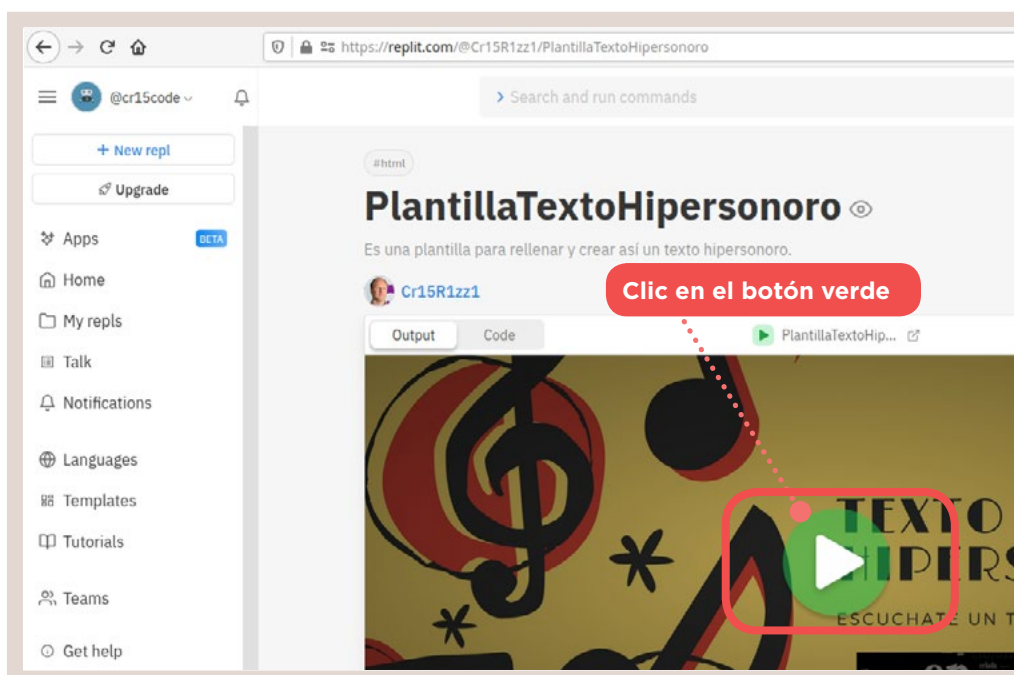 https://replit.com/@Cr15R1zz1/PlantillaTextoHipersonoro
@cr15code
Search and run commands
+ New repl
Upgrade
Apps
BETA
Home
My repls
Talk
Notifications
Languages
Templates
Tutorials
Teams
Get help
#html
PlantillaTextoHipersonoro
Es una plantilla para rellenar y crear así un texto hipersonoro.
Cr15R1zz1
Clic en el botón verde
Output
Code
PlantillaTextoHip...
TEXTO
HIPERS
ESCUCHATE UN T